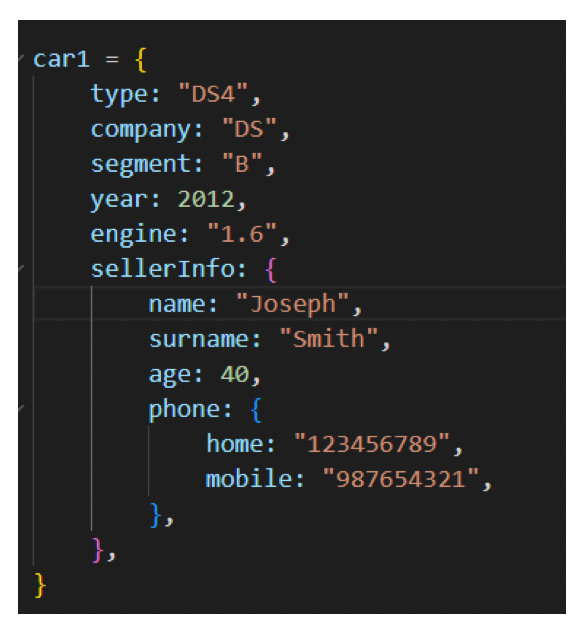 car1 = {
    type: "DS4",
    company: "DS",
    segment: "B",
    year: 2012,
    engine: "1.6",
    sellerInfo: {
        name: "Joseph",
        surname: "Smith",
        age: 40,
        phone: {
            home: "123456789",
            mobile: "987654321",
        },
    },
}